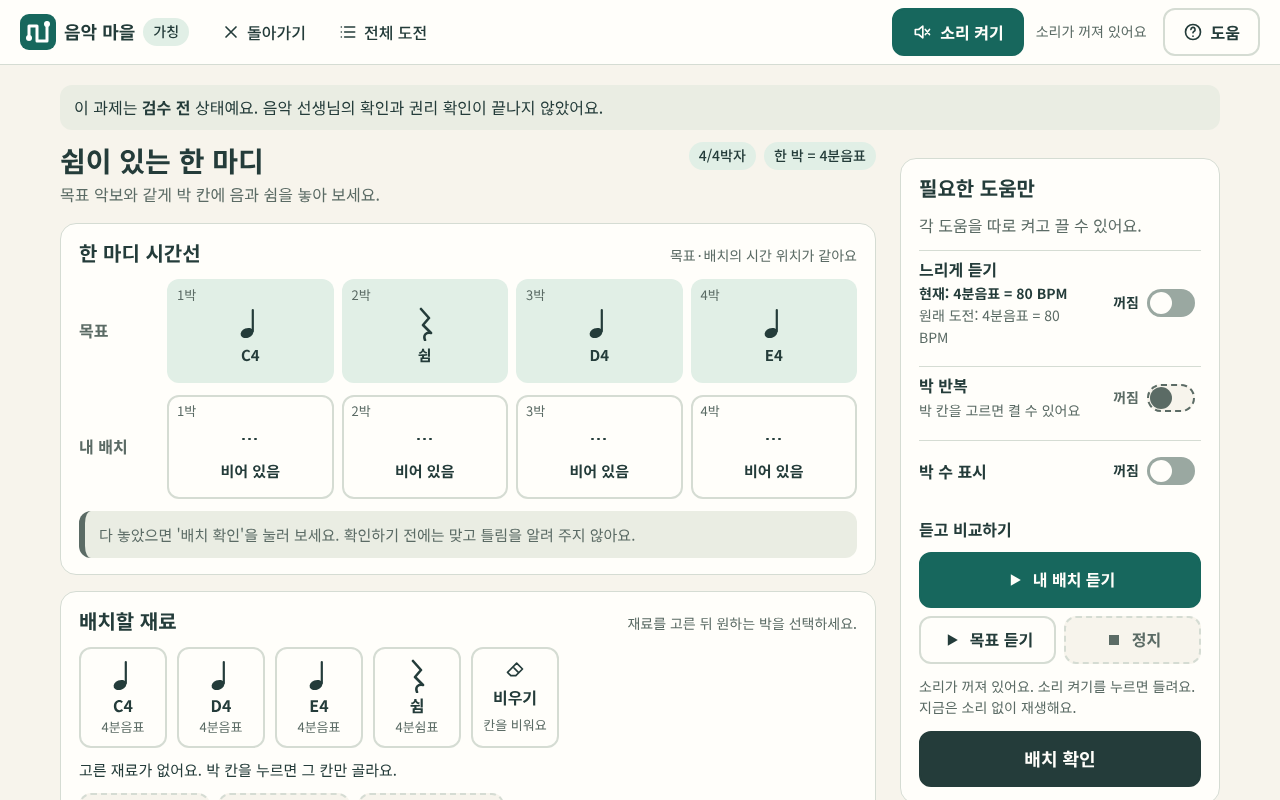 음악 마을 가칭 돌아가기 전체 도전 소리 켜기 소리가 꺼져 있어요 도움
이 과제는 검수 전 상태예요. 음악 선생님의 확인과 권리 확인이 끝나지 않았어요.
쉼이 있는 한 마디
4/4박자 한 박 = 4분음표
목표 악보와 같게 박 칸에 음과 쉼을 놓아 보세요.
한 마디 시간선
목표·배치의 시간 위치가 같아요
목표
1박 2박 3박 4박
C4 쉼 D4 E4
내 배치
1박 2박 3박 4박
... ... ... ...
비어 있음 비어 있음 비어 있음 비어 있음
다 놓았으면 '배치 확인'을 눌러 보세요. 확인하기 전에는 맞고 틀림을 알려 주지 않아요.
배치할 재료
재료를 고른 뒤 원하는 박을 선택하세요.
C4 D4 E4 쉼 비우기
4분음표 4분음표 4분음표 4분쉼표 칸을 비워요
고른 재료가 없어요. 박 칸을 누르면 그 칸만 골라요.
필요한 도움만
각 도움을 따로 켜고 끌 수 있어요.
느리게 듣기
현재: 4분음표 = 80 BPM
원래 도전: 4분음표 = 80
BPM
꺼짐
박 반복
박 칸을 고르면 켤 수 있어요
꺼짐
박 수 표시
꺼짐
듣고 비교하기
내 배치 듣기
목표 듣기 정지
소리가 꺼져 있어요. 소리 켜기를 누르면 들려요.
지금은 소리 없이 재생해요.
배치 확인